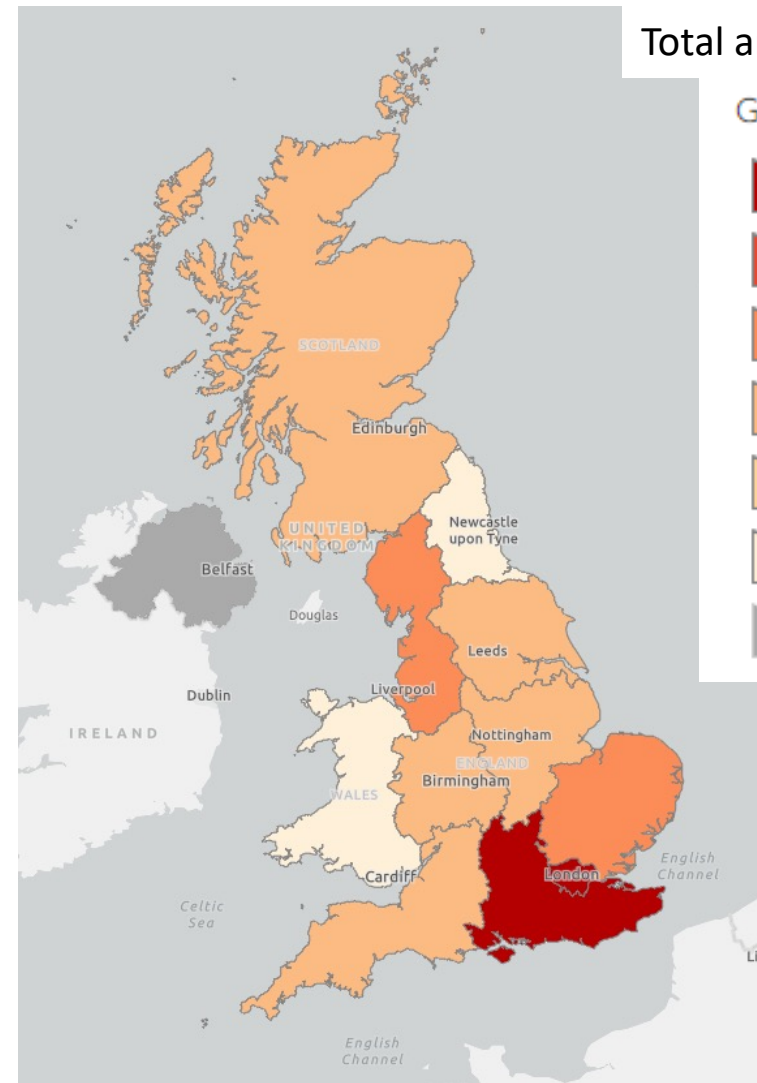 Total a
G
SCOTLAND
Edinburgh
Newcastle
upon Tyne
UNITED
KINGDOM
Belfast
Douglas
Leeds
Dublin
Liverpool
IRELAND
Nottingham
ENGLAND
Birmingham
WALES
English
Channel
London
Cardiff
Celtic
Sea
Li
English
Channel